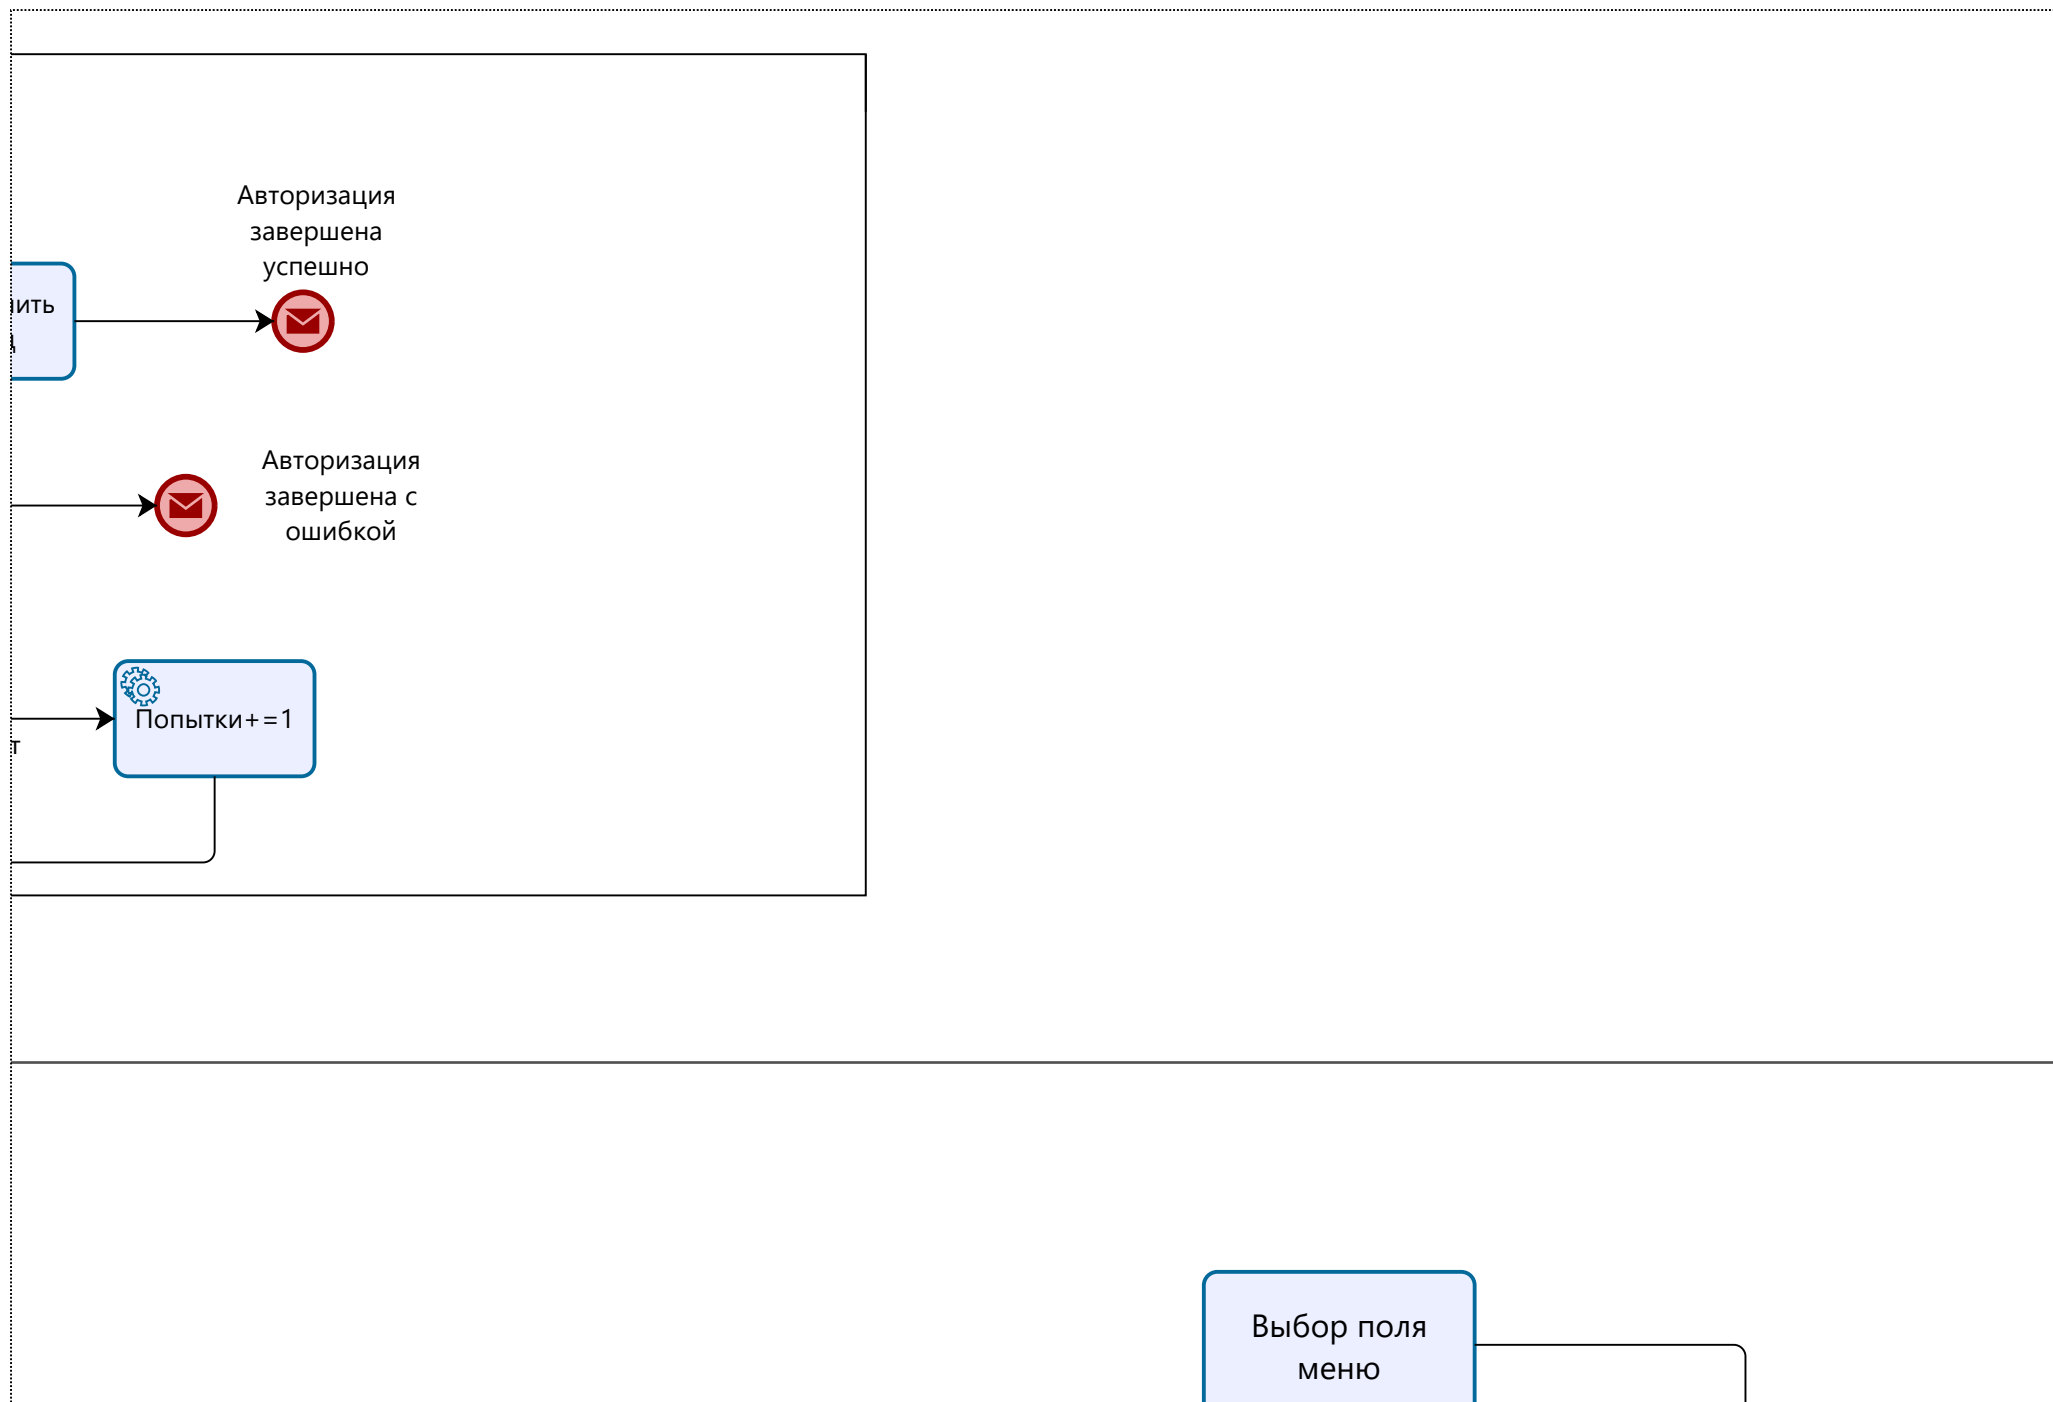 Авторизация
завершена
успешно
Авторизация
завершена с
ошибкой
Попытки+=1
Выбор поля
меню